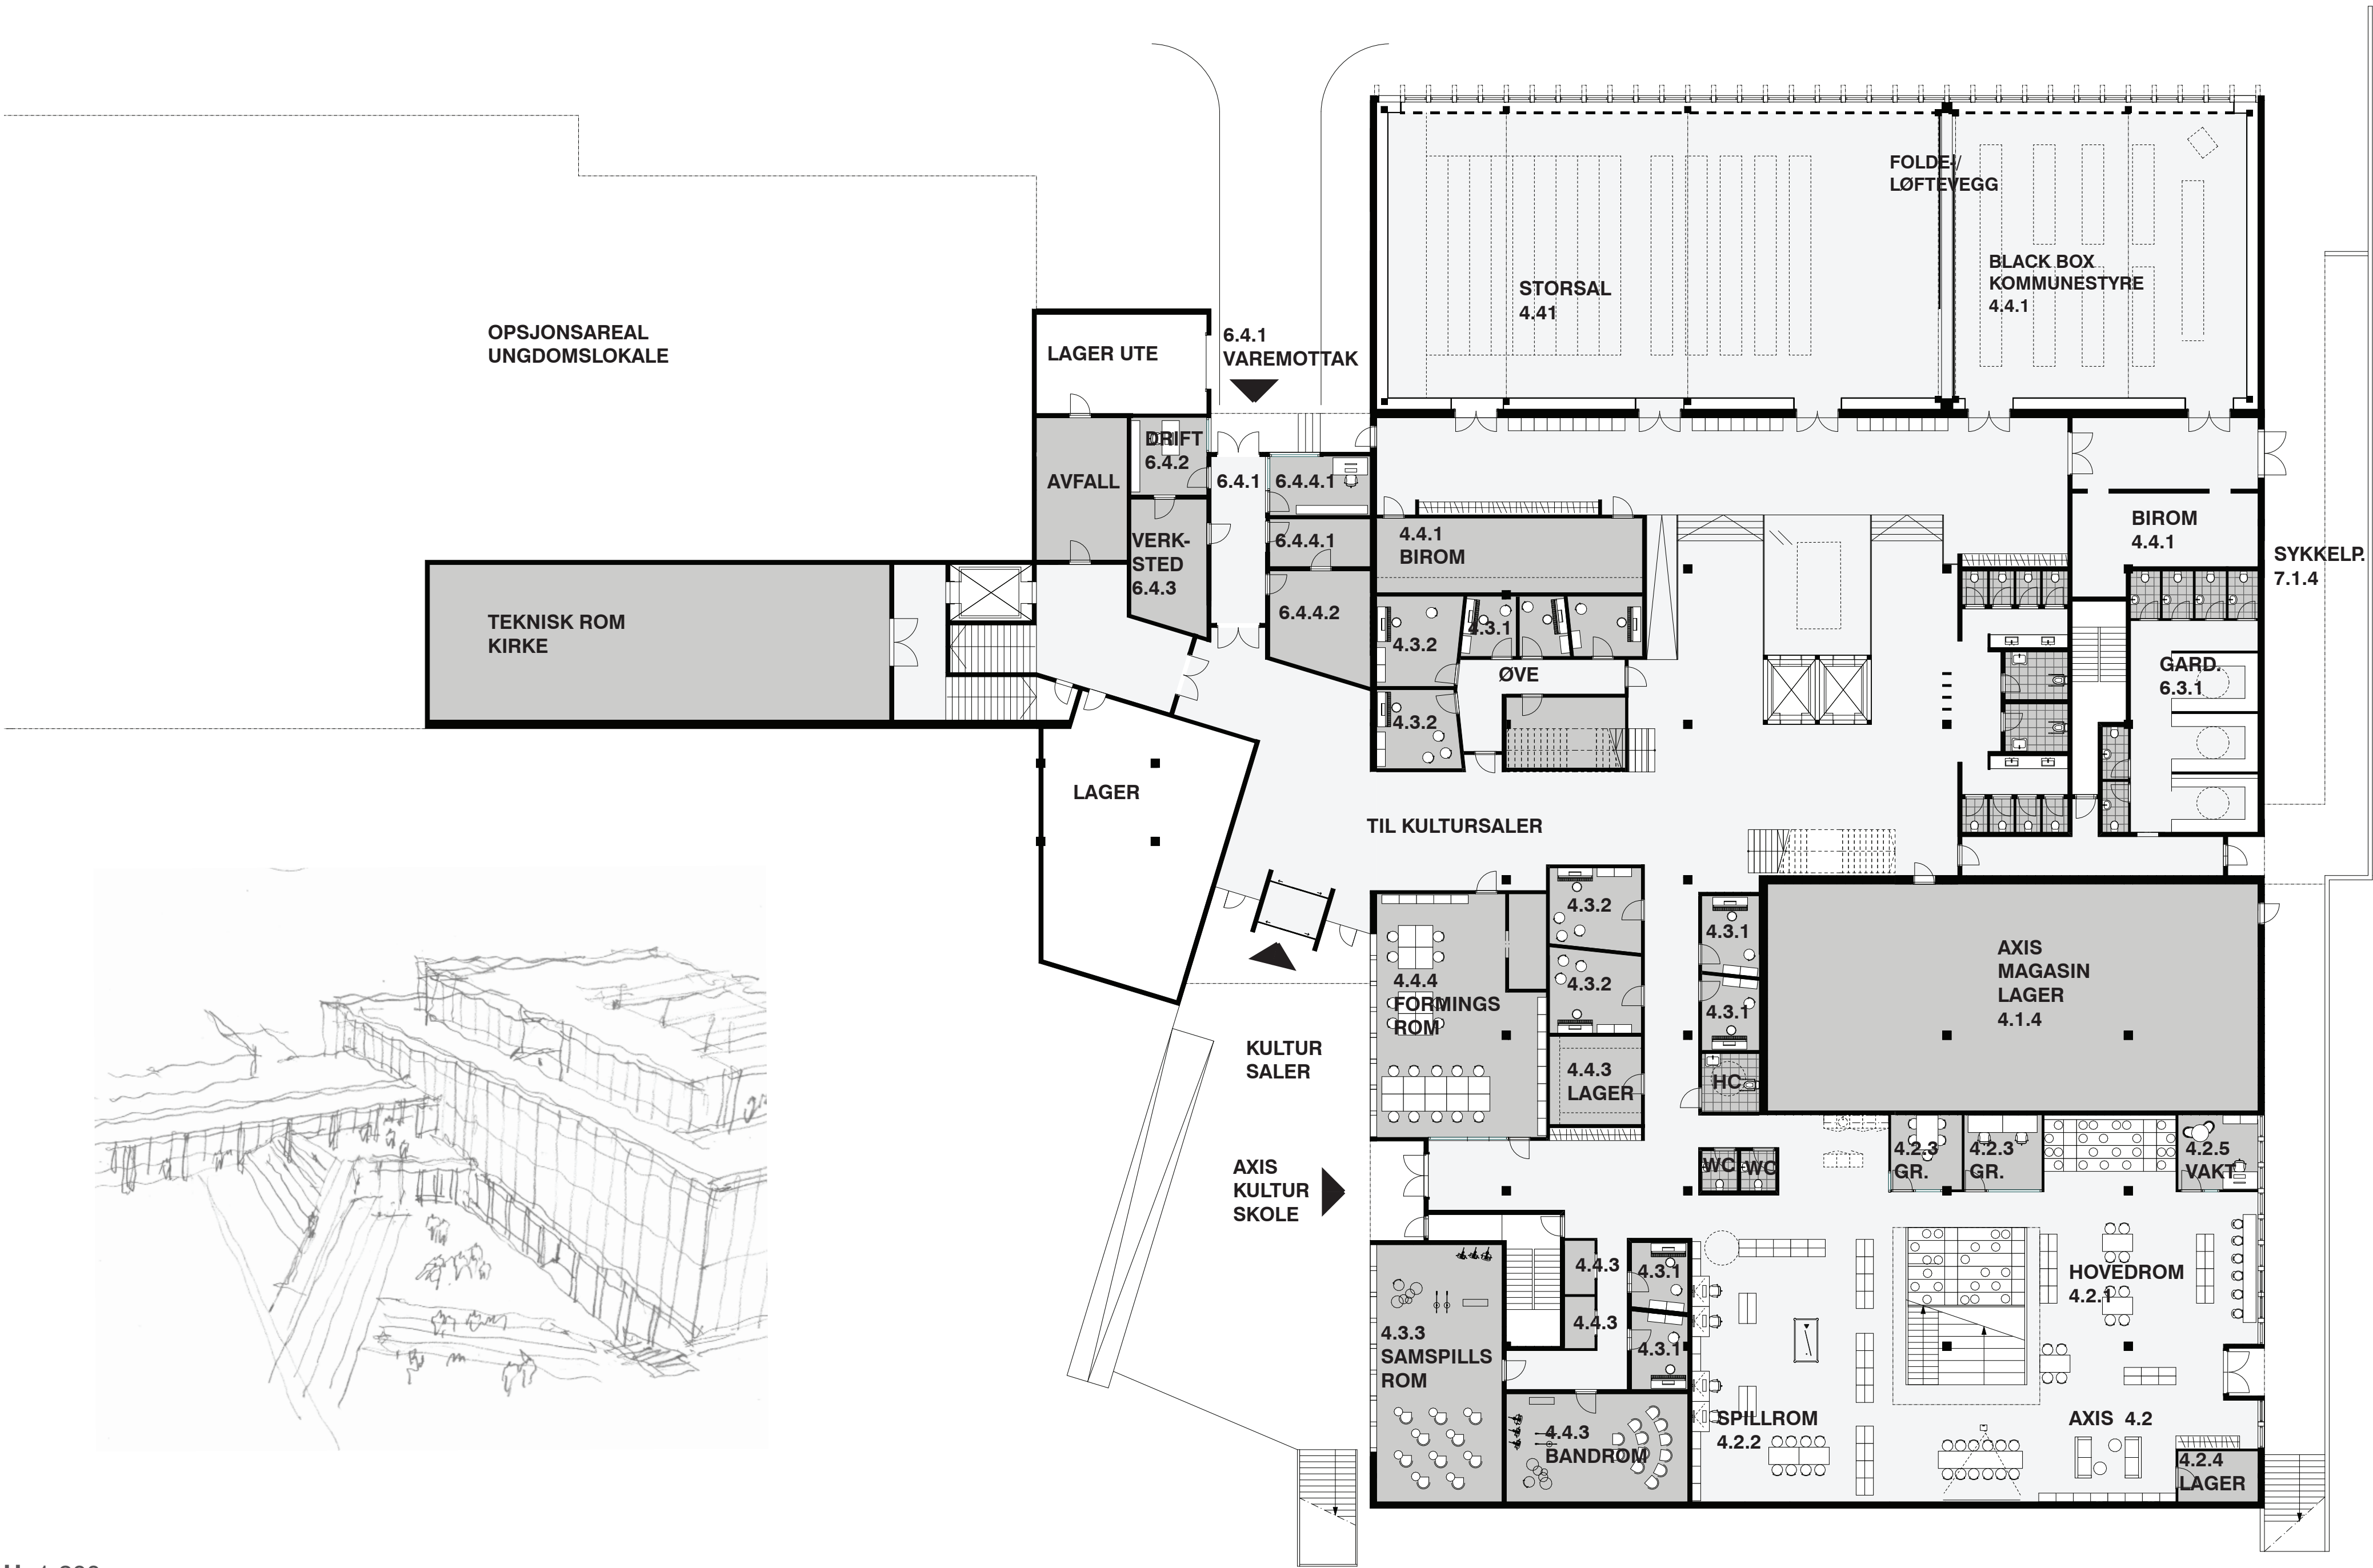 FOLDE-/
LØFTEVEGG
STORSAL
4.41
BLACK BOX
KOMMUNESTYRE
4.4.1
OPSJONSAREAL
UNGDOMSLOKALE
LAGER UTE
6.4.1
VAREMOTTAK
DRIFT
6.4.2
AVFALL
6.4.1
6.4.4.1
6.4.4.1
VERK-
STED
6.4.3
6.4.4.2
4.4.1
BIROM
BIROM
4.4.1
SYKKELP.
7.1.4
TEKNISK ROM
KIRKE
4.3.2
4.3.1
ØVE
4.3.2
GARD.
6.3.1
LAGER
TIL KULTURSALER
4.3.2
4.3.1
4.4.4
FORMINGS
ROM
4.3.2
4.3.1
AXIS
MAGASIN
LAGER
4.1.4
KULTUR
SALER
4.4.3
LAGER
HC
AXIS
KULTUR
SKOLE
WC
WC
4.2.3
GR.
4.2.3
GR.
4.2.5
VAKT
4.4.3
4.3.1
HOVEDROM
4.2.1
4.4.3
4.3.1
4.3.3
SAMSPILLS
ROM
4.4.3
BANDROM
SPILLROM
4.2.2
AXIS 4.2
4.2.4
LAGER